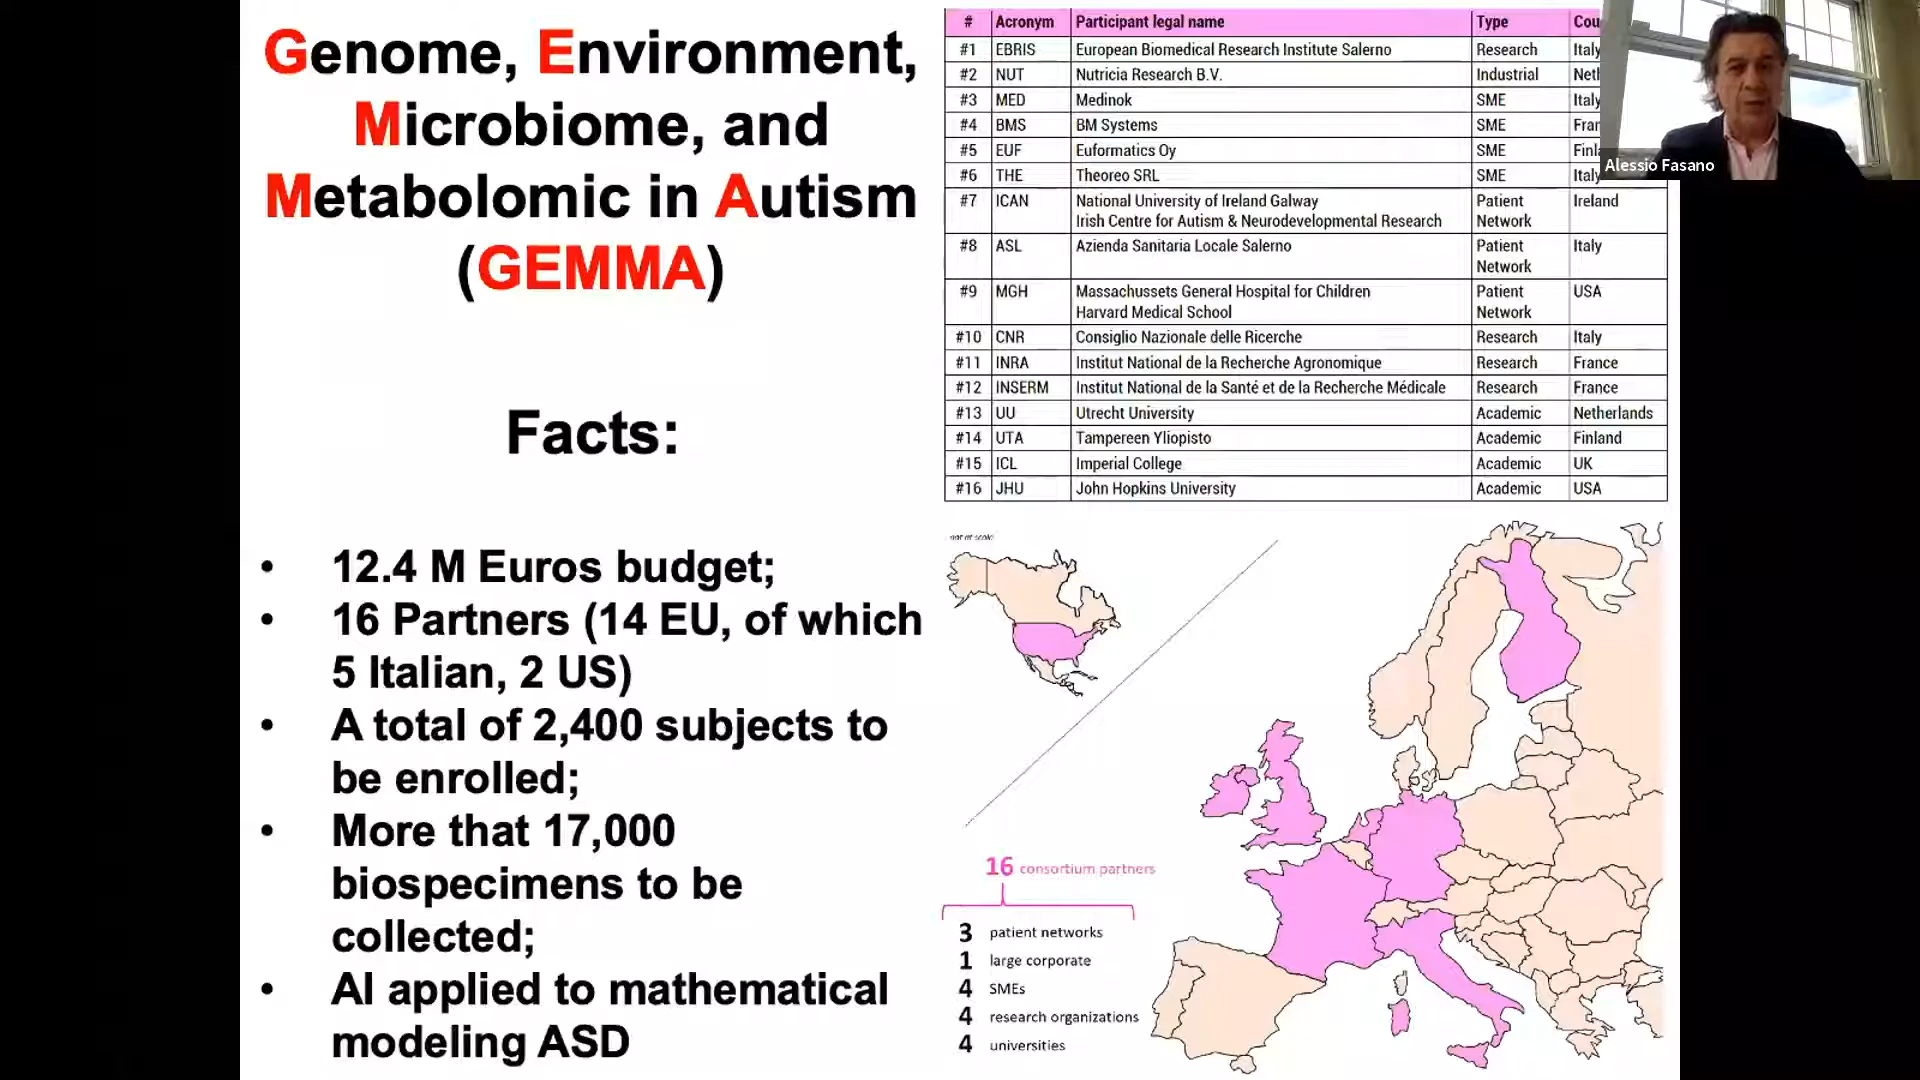 Genome, Environment,
Microbiome, and
Metabolomic in Autism
(GEMMA)
Facts:
• 12.4 M Euros budget;
• 16 Partners (14 EU, of which
5 Italian, 2 US)
• A total of 2,400 subjects to
be enrolled;
• More that 17,000
biospecimens to be
collected;
• AI applied to mathematical
modeling ASD
# Acronym Participant legal name Type Cou
#1 EBRIS European Biomedical Research Institute Salerno Research Italy
#2 NUT Nutricia Research B.V. Industrial Neth
#3 MED Medinok SME Italy
#4 BMS BM Systems SME Fran
#5 EUF Euformatics Oy SME Finla
#6 THE Theoreo SRL SME Italy
#7 ICAN National University of Ireland Galway Patient Ireland
Irish Centre for Autism & Neurodevelopmental Research Network
#8 ASL Azienda Sanitaria Locale Salerno Patient Italy
Network
#9 MGH Massachussets General Hospital for Children Patient USA
Harvard Medical School Network
#10 CNR Consiglio Nazionale delle Ricerche Research Italy
#11 INRA Institut National de la Recherche Agronomique Research France
#12 INSERM Institut National de la Santé et de la Recherche Médicale Research France
#13 UU Utrecht University Academic Netherlands
#14 UTA Tampereen Yliopisto Academic Finland
#15 ICL Imperial College Academic UK
#16 JHU John Hopkins University Academic USA
Alessio Fasano
not at scale
16 consortium partners
3 patient networks
1 large corporate
4 SMEs
4 research organizations
4 universities